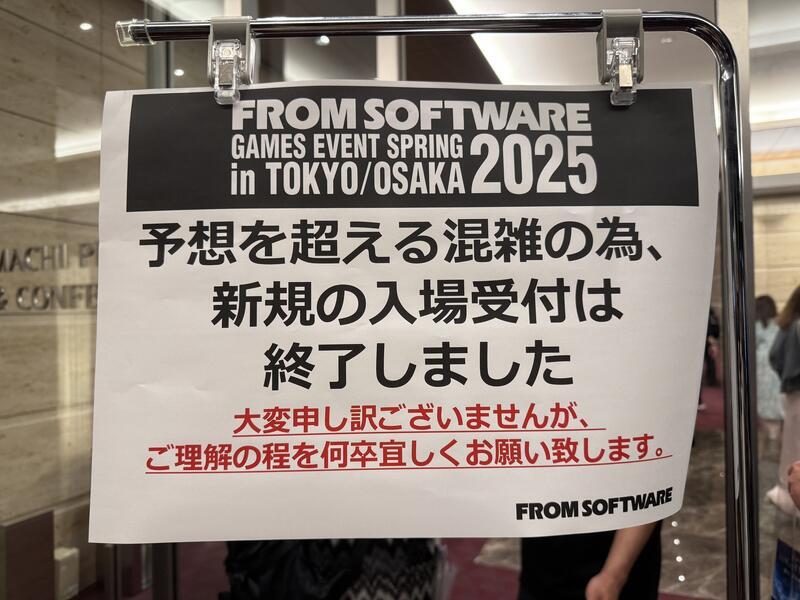 FROM SOFTWARE
GAMES EVENT SPRING
in TOKYO/OSAKA 2025
予想を超える混雑の為、
新規の入場受付は
終了しました
大変申し訳ございませんが、
ご理解の程を何卒宜しくお願い致します。
FROM SOFTWARE